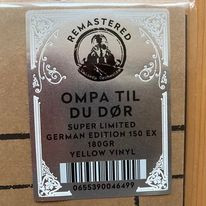 REMASTERED
OMPA TIL
DU DØR
SUPER LIMITED
GERMAN EDITION 150 EX
180GR
YELLOW VINYL
0655390046499